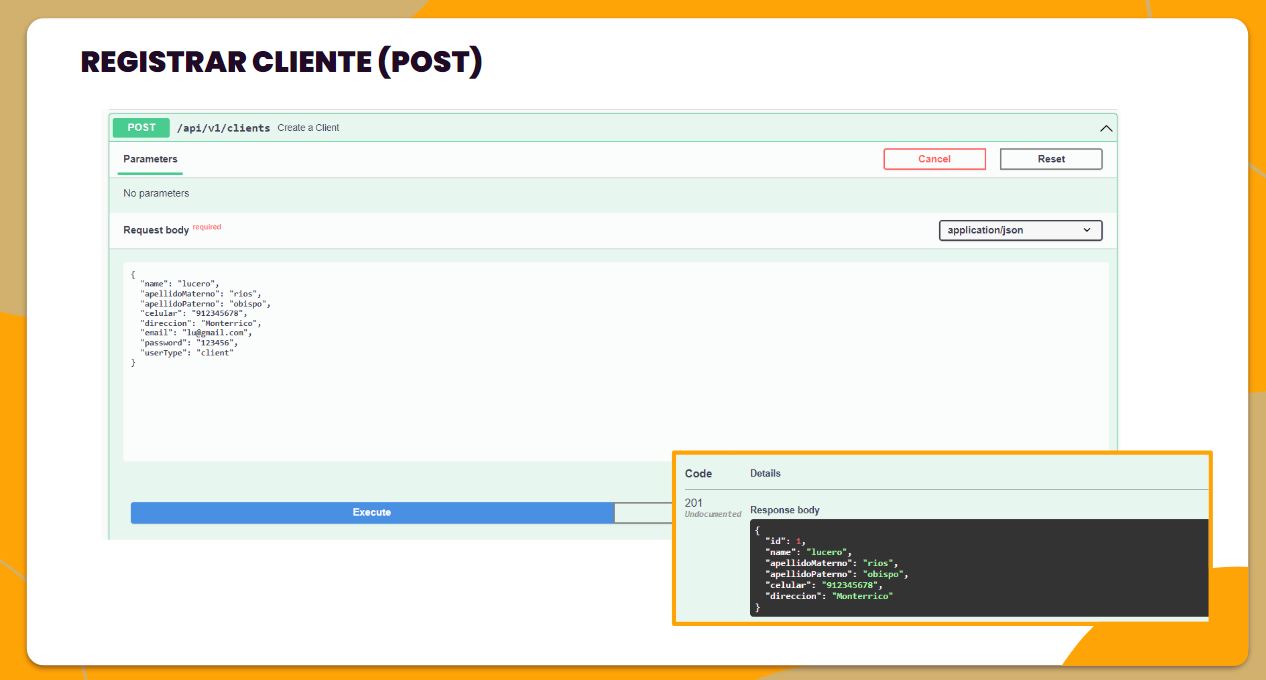 REGISTRAR CLIENTE (POST)
POST /api/v1/clients Create a Client
Parameters
Cancel
Reset
No parameters
Request body required
application/json
{
"name": "lucero",
"apellidoMaterno": "rios",
"apellidoPaterno": "obispo",
"celular": "912345678",
"direccion": "Monterrico",
"email": "lu@gmail.com",
"password": "123456",
"userType": "client"
}
Execute
Code Details
201
Undocumented
Response body
{
"id": 1,
"name": "lucero",
"apellidoMaterno": "rios",
"apellidoPaterno": "obispo",
"celular": "912345678",
"direccion": "Monterrico"
}